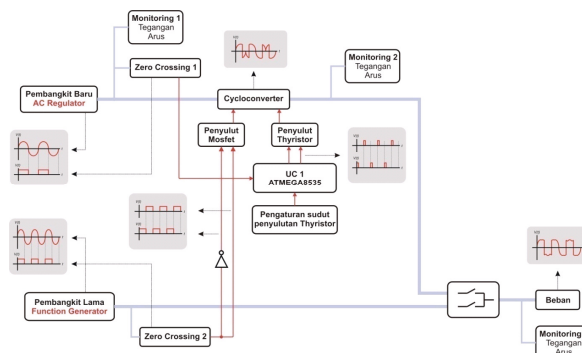 Monitoring 1
Tegangan
Arus
Zero Crossing 1
Pembangkit Baru
AC Regulator
Cycloconverter
Monitoring 2
Tegangan
Arus
Penyulut
Mosfet
Penyulut
Thyristor
UC 1
ATMEGA8535
Pengaturan sudut
penyulutan Thyristor
Pembangkit Lama
Function Generator
Zero Crossing 2
Beban
Monitoring
Tegangan
Arus